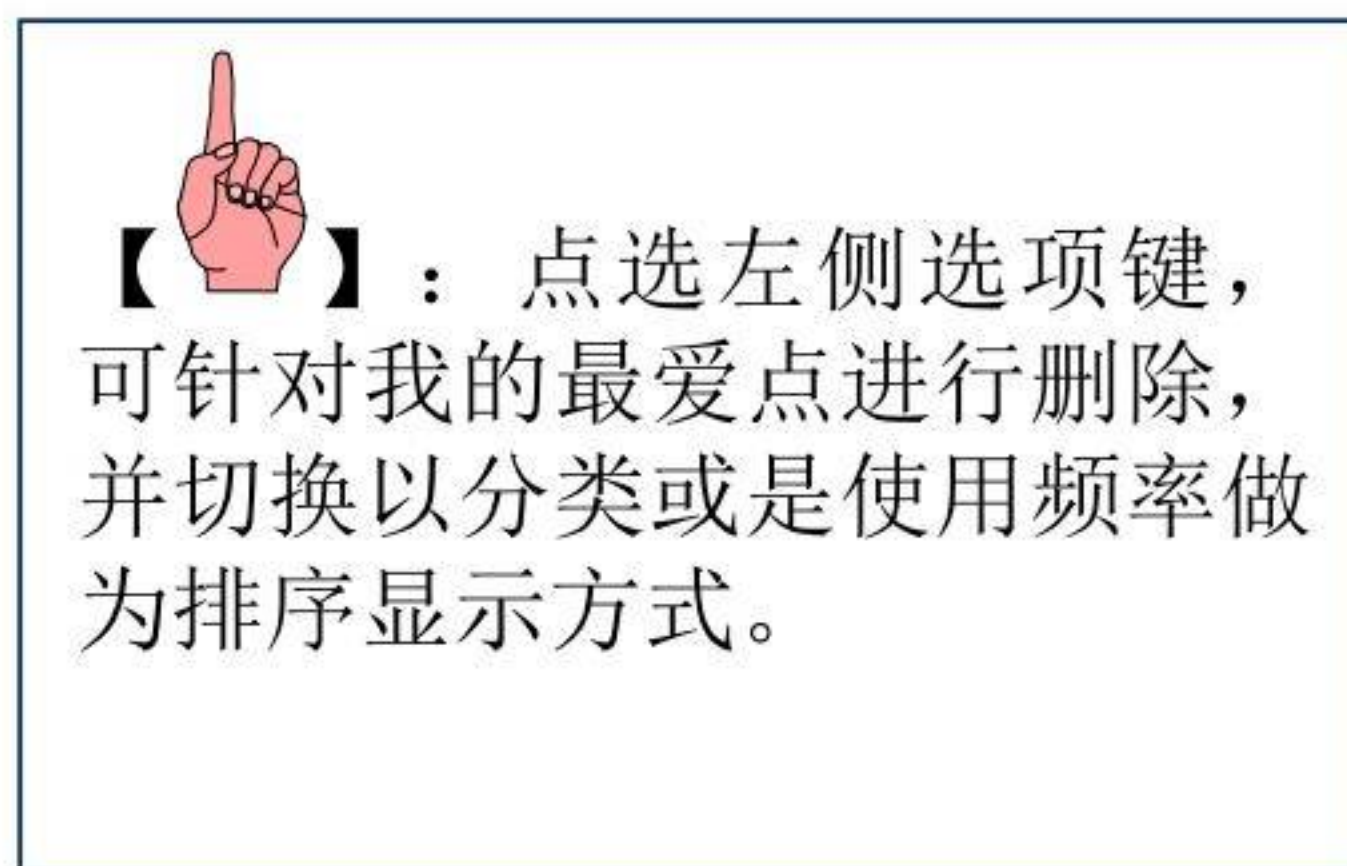 【】：点选左侧选项键，
可针对我的最爱点进行删除，
并切换以分类或是使用频率做
为排序显示方式。